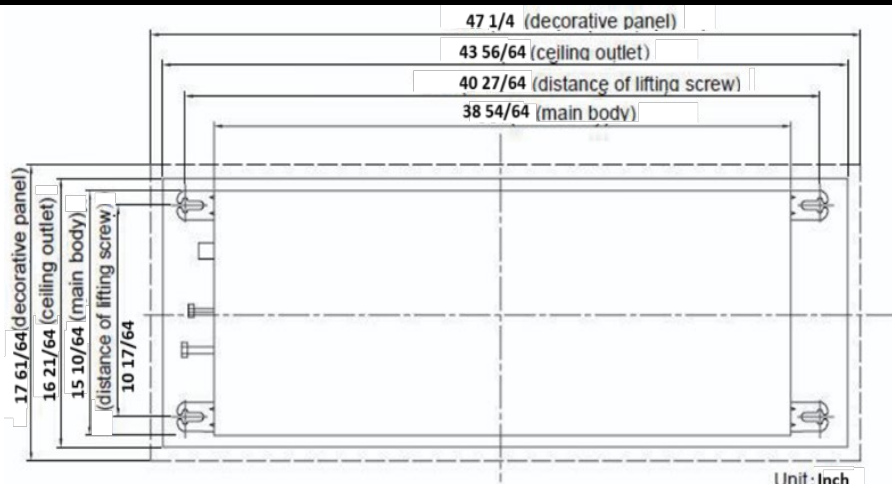 47 1/4 (decorative panel)
43 56/64 (ceiling outlet)
40 27/64 (distance of lifting screw)
38 54/64 (main body)
17 61/64 (decorative panel)
16 21/64 (ceiling outlet)
15 10/64 (main body)
(distance of lifting screw)
10 17/64
Unit: Inch